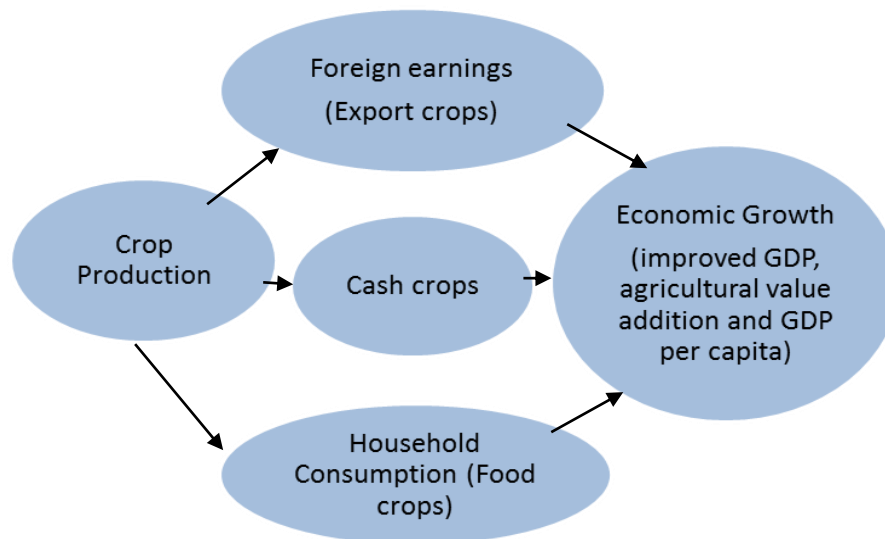 Foreign earnings
(Export crops)
Crop
Production
Cash crops
Economic Growth
(improved GDP,
agricultural value
addition and GDP
per capita)
Household
Consumption (Food
crops)